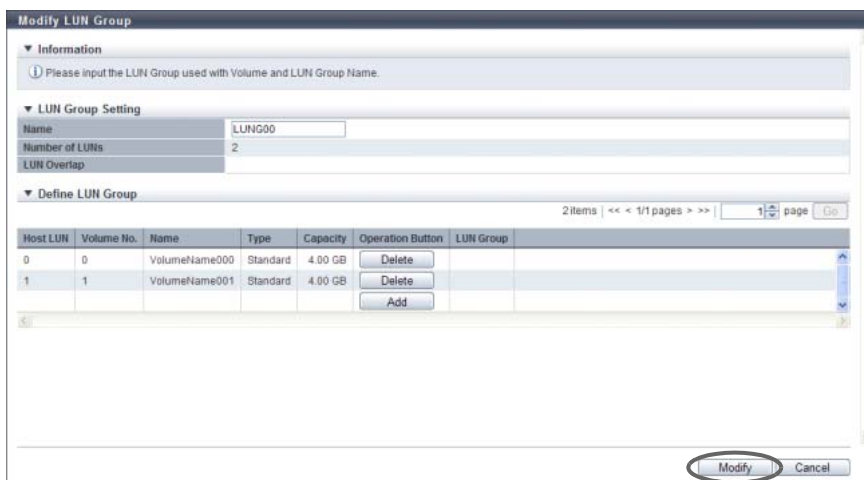 Modify LUN Group
▼ Information
Please input the LUN Group used with Volume and LUN Group Name.
▼ LUN Group Setting
Name LUNG00
Number of LUNs 2
LUN Overlap
▼ Define LUN Group
2 items | << < 1/1 pages > >> | 1 page Go
Host LUN Volume No. Name Type Capacity Operation Button LUN Group
0 0 VolumeName000 Standard 4.00 GB Delete
1 1 VolumeName001 Standard 4.00 GB Delete
Add
Modify Cancel